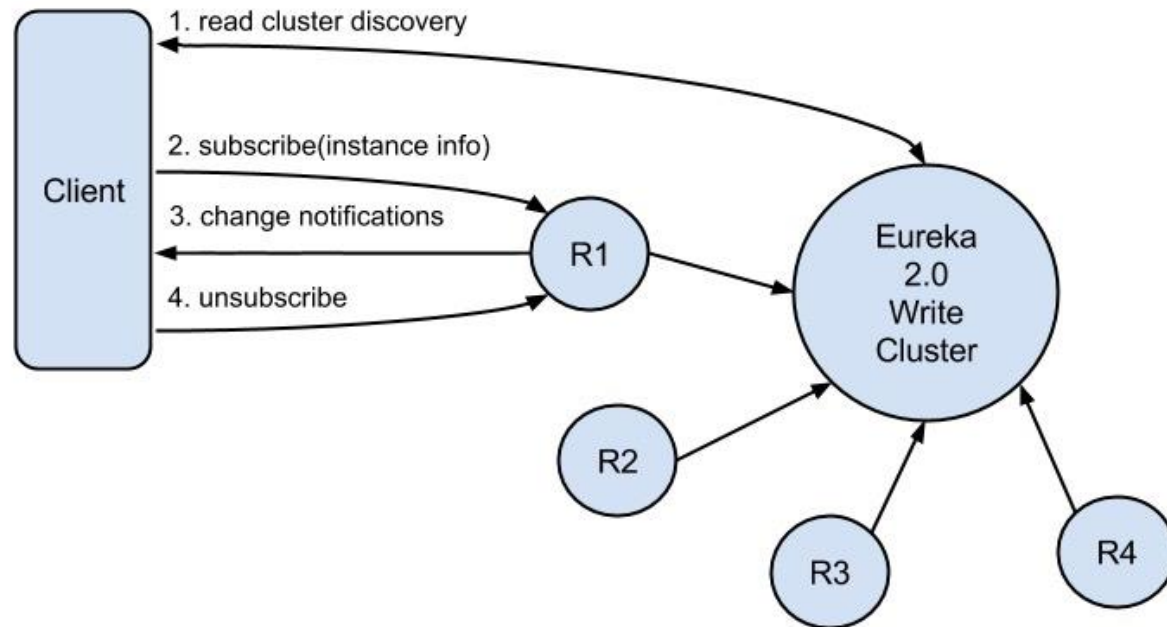 1. read cluster discovery
2. subscribe(instance info)
Client
3. change notifications
R1
4. unsubscribe
Eureka
2.0
Write
Cluster
R2
R3
R4